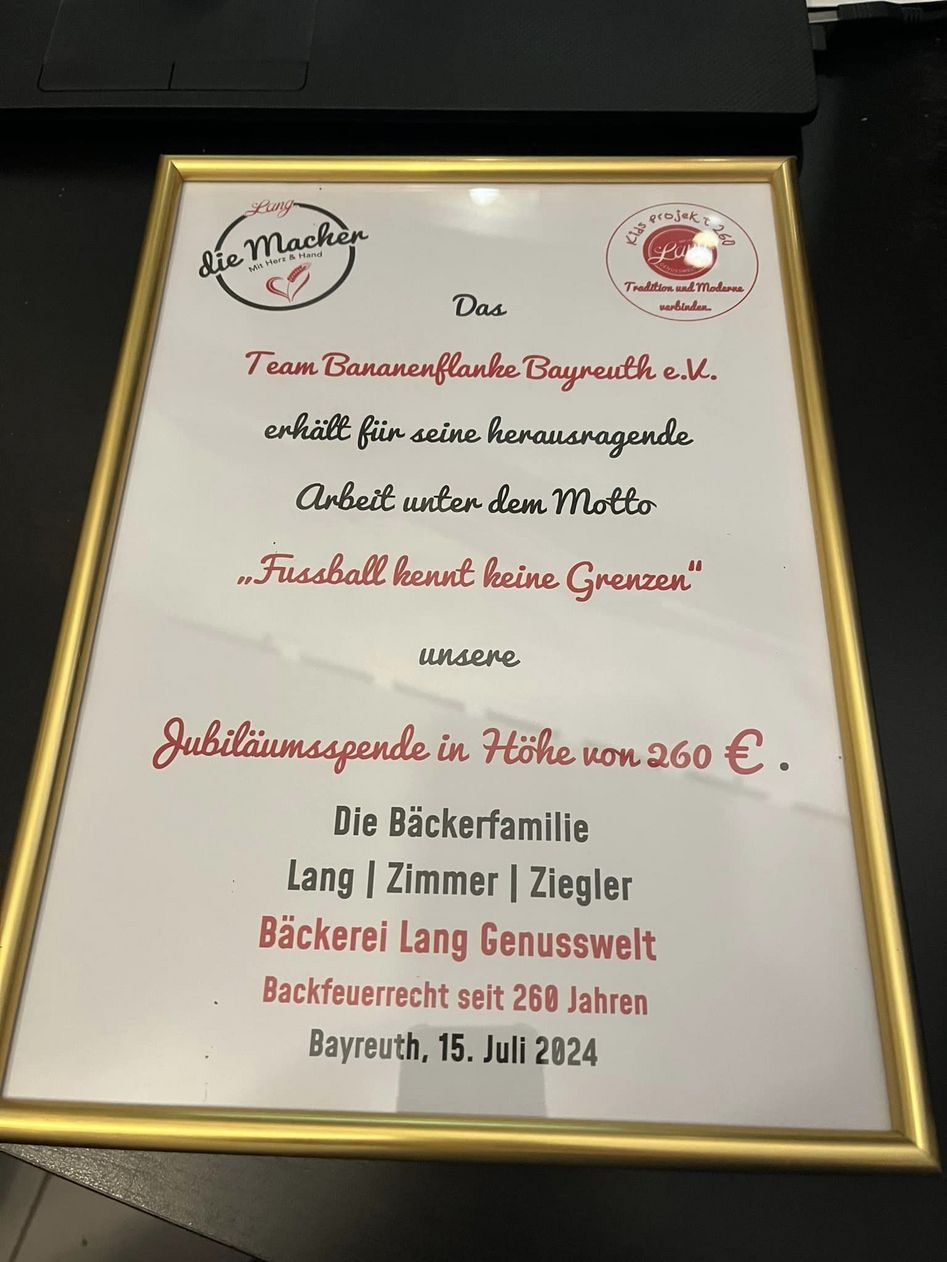 Lang
die Macher
Mit Herz & Hand
Kids projekt 260
Lang
GENUSSWELT
Tradition und Moderne
verbinden.
Das
Team Bananenflanke Bayreuth e.V.
erhält für seine herausragende
Arbeit unter dem Motto
„Fussball kennt keine Grenzen“
unsere
Jubiläumsspende in Höhe von 260 € .
Die Bäckerfamilie
Lang | Zimmer | Ziegler
Bäckerei Lang Genusswelt
Backfeuerrecht seit 260 Jahren
Bayreuth, 15. Juli 2024